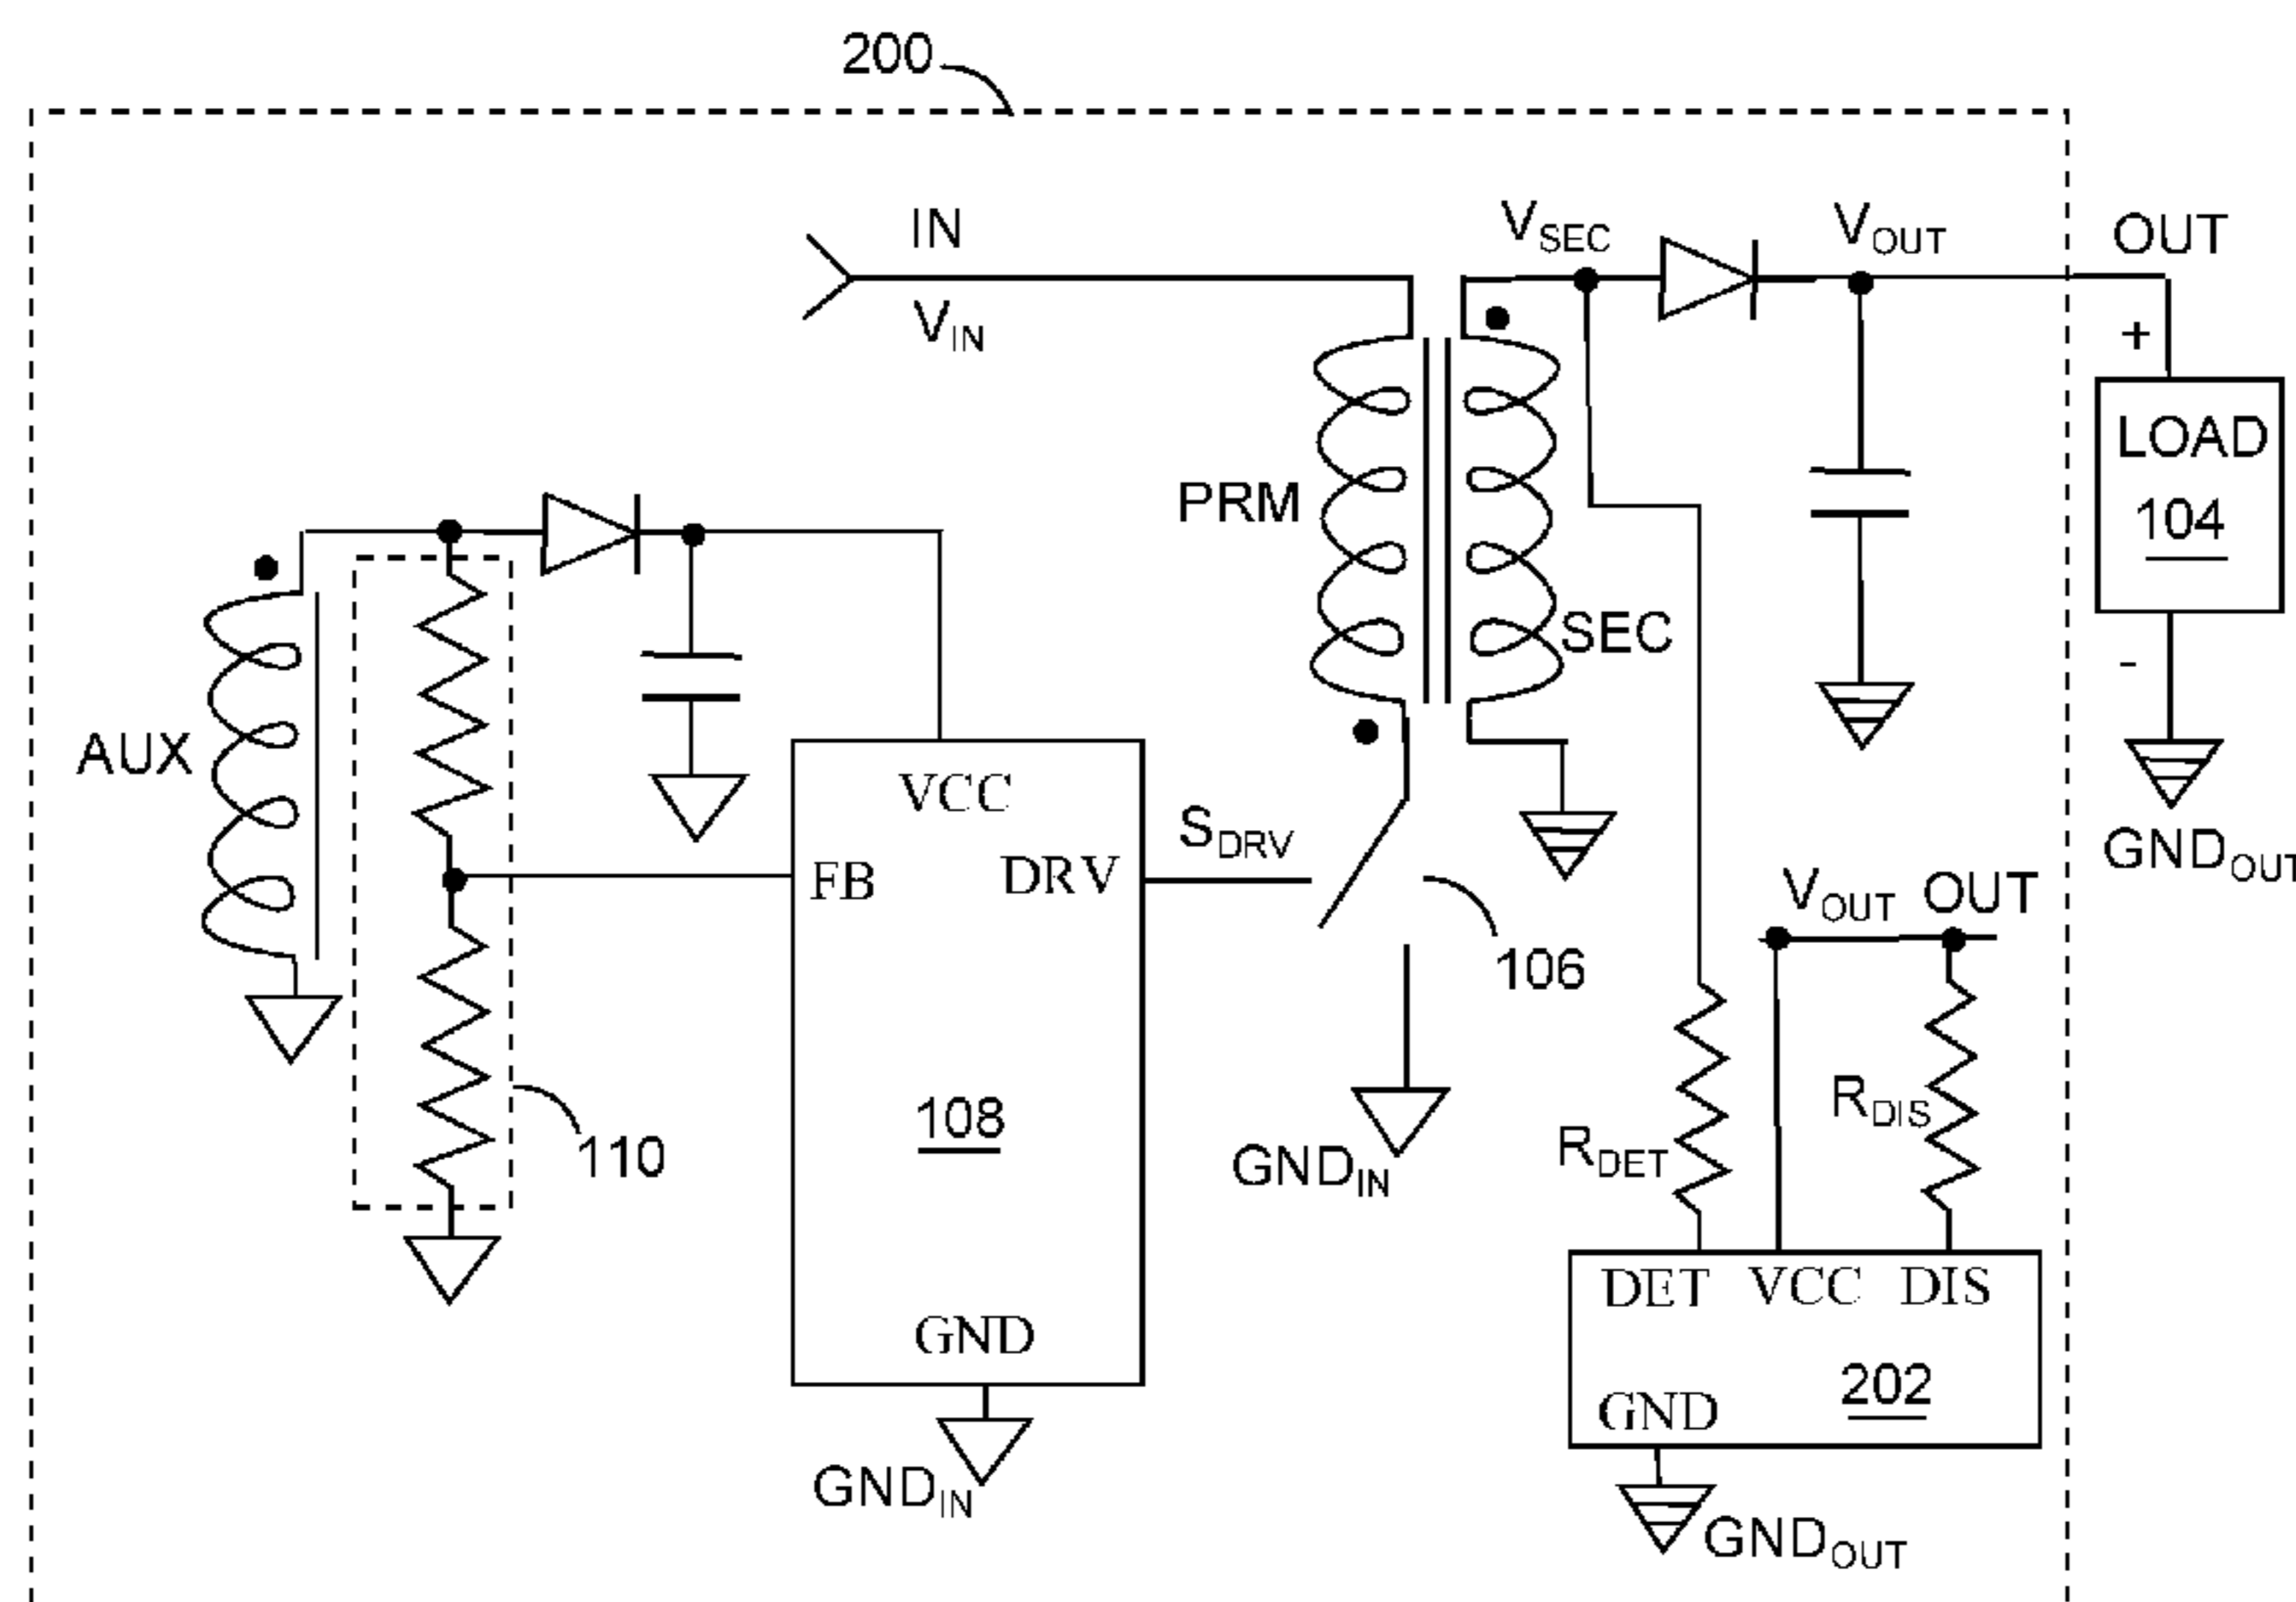 200
IN
V_IN
V_SEC
V_OUT
OUT
+
LOAD
104
-
GND_OUT
PRM
SEC
AUX
VCC
FB
DRV
S_DRV
106
108
110
GND
GND_IN
GND_IN
V_OUT OUT
R_DET
R_DIS
DET VCC DIS
202
GND
GND_OUT